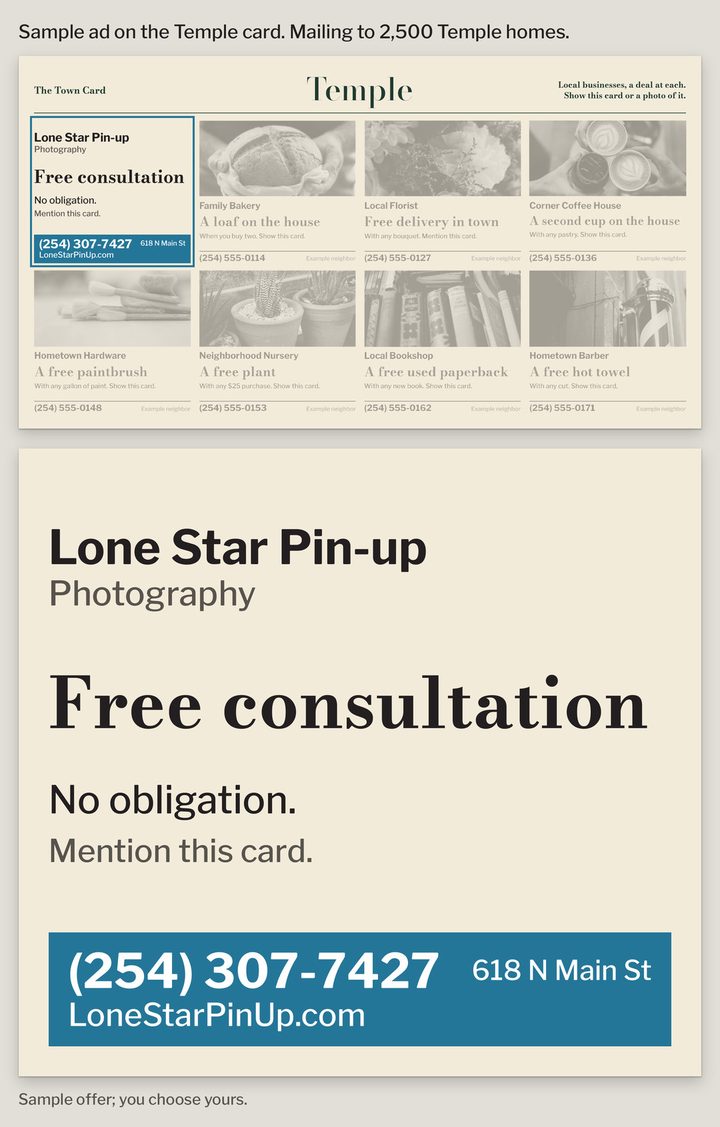 Sample ad on the Temple card. Mailing to 2,500 Temple homes.
The Town Card
Temple
Local businesses, a deal at each.
Show this card or a photo of it.
Lone Star Pin-up
Photography
Free consultation
No obligation.
Mention this card.
(254) 307-7427 618 N Main St
LoneStarPinUp.com
Family Bakery
A loaf on the house
When you buy two. Show this card.
(254) 555-0114 Example neighbor
Local Florist
Free delivery in town
With any bouquet. Mention this card.
(254) 555-0127 Example neighbor
Corner Coffee House
A second cup on the house
With any pastry. Show this card.
(254) 555-0136 Example neighbor
Hometown Hardware
A free paintbrush
With any gallon of paint. Show this card.
(254) 555-0148 Example neighbor
Neighborhood Nursery
A free plant
With any $25 purchase. Show this card.
(254) 555-0153 Example neighbor
Local Bookshop
A free used paperback
With any new book. Show this card.
(254) 555-0162 Example neighbor
Hometown Barber
A free hot towel
With any cut. Show this card.
(254) 555-0171 Example neighbor
Lone Star Pin-up
Photography
Free consultation
No obligation.
Mention this card.
(254) 307-7427 618 N Main St
LoneStarPinUp.com
Sample offer; you choose yours.